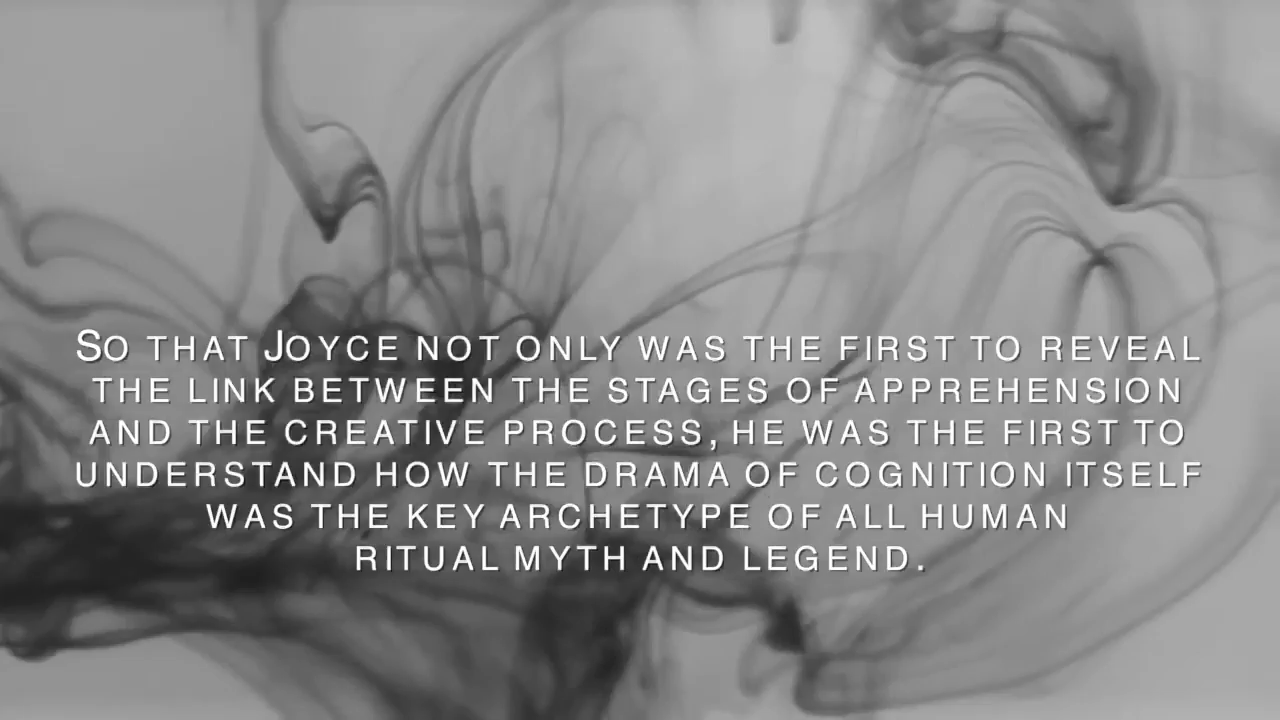 So that Joyce not only was the first to reveal
the link between the stages of apprehension
and the creative process, he was the first to
understand how the drama of cognition itself
was the key archetype of all human
ritual myth and legend.